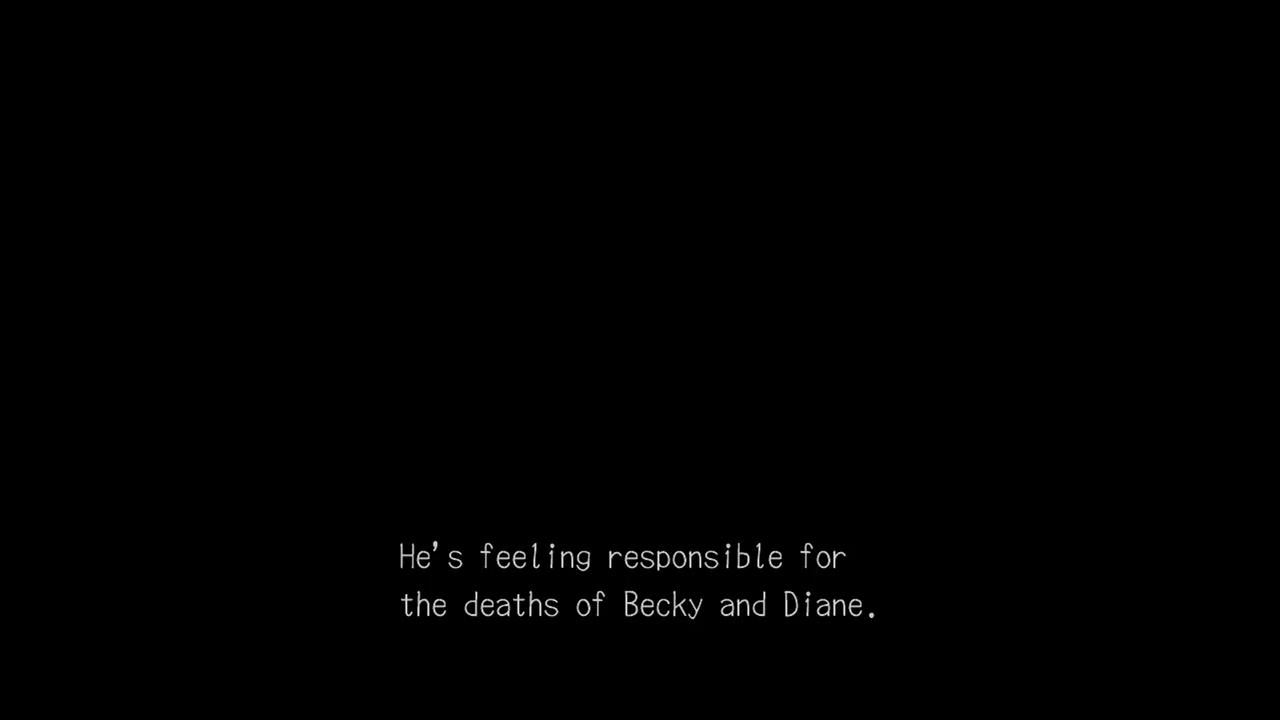 He's feeling responsible for
the deaths of Becky and Diane.